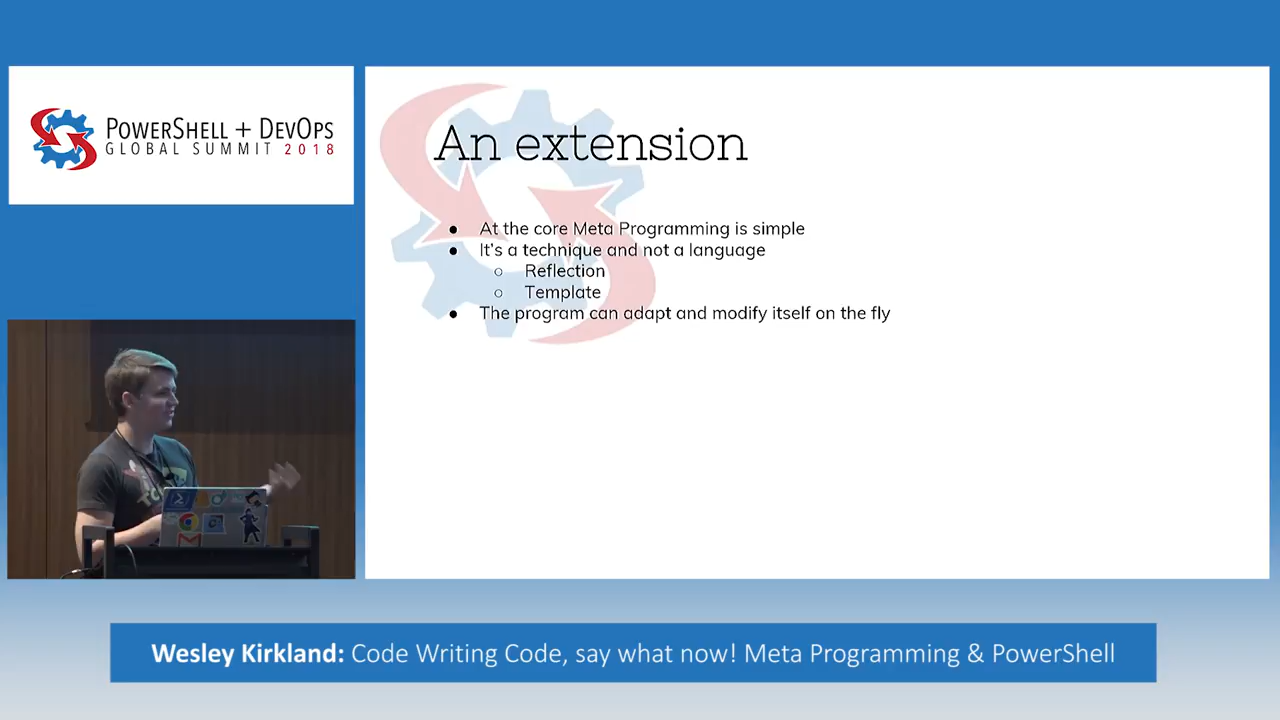 POWERSHELL + DEVOPS
GLOBAL SUMMIT 2018
An extension
● At the core Meta Programming is simple
● It's a technique and not a language
○ Reflection
○ Template
● The program can adapt and modify itself on the fly
Wesley Kirkland: Code Writing Code, say what now! Meta Programming & PowerShell